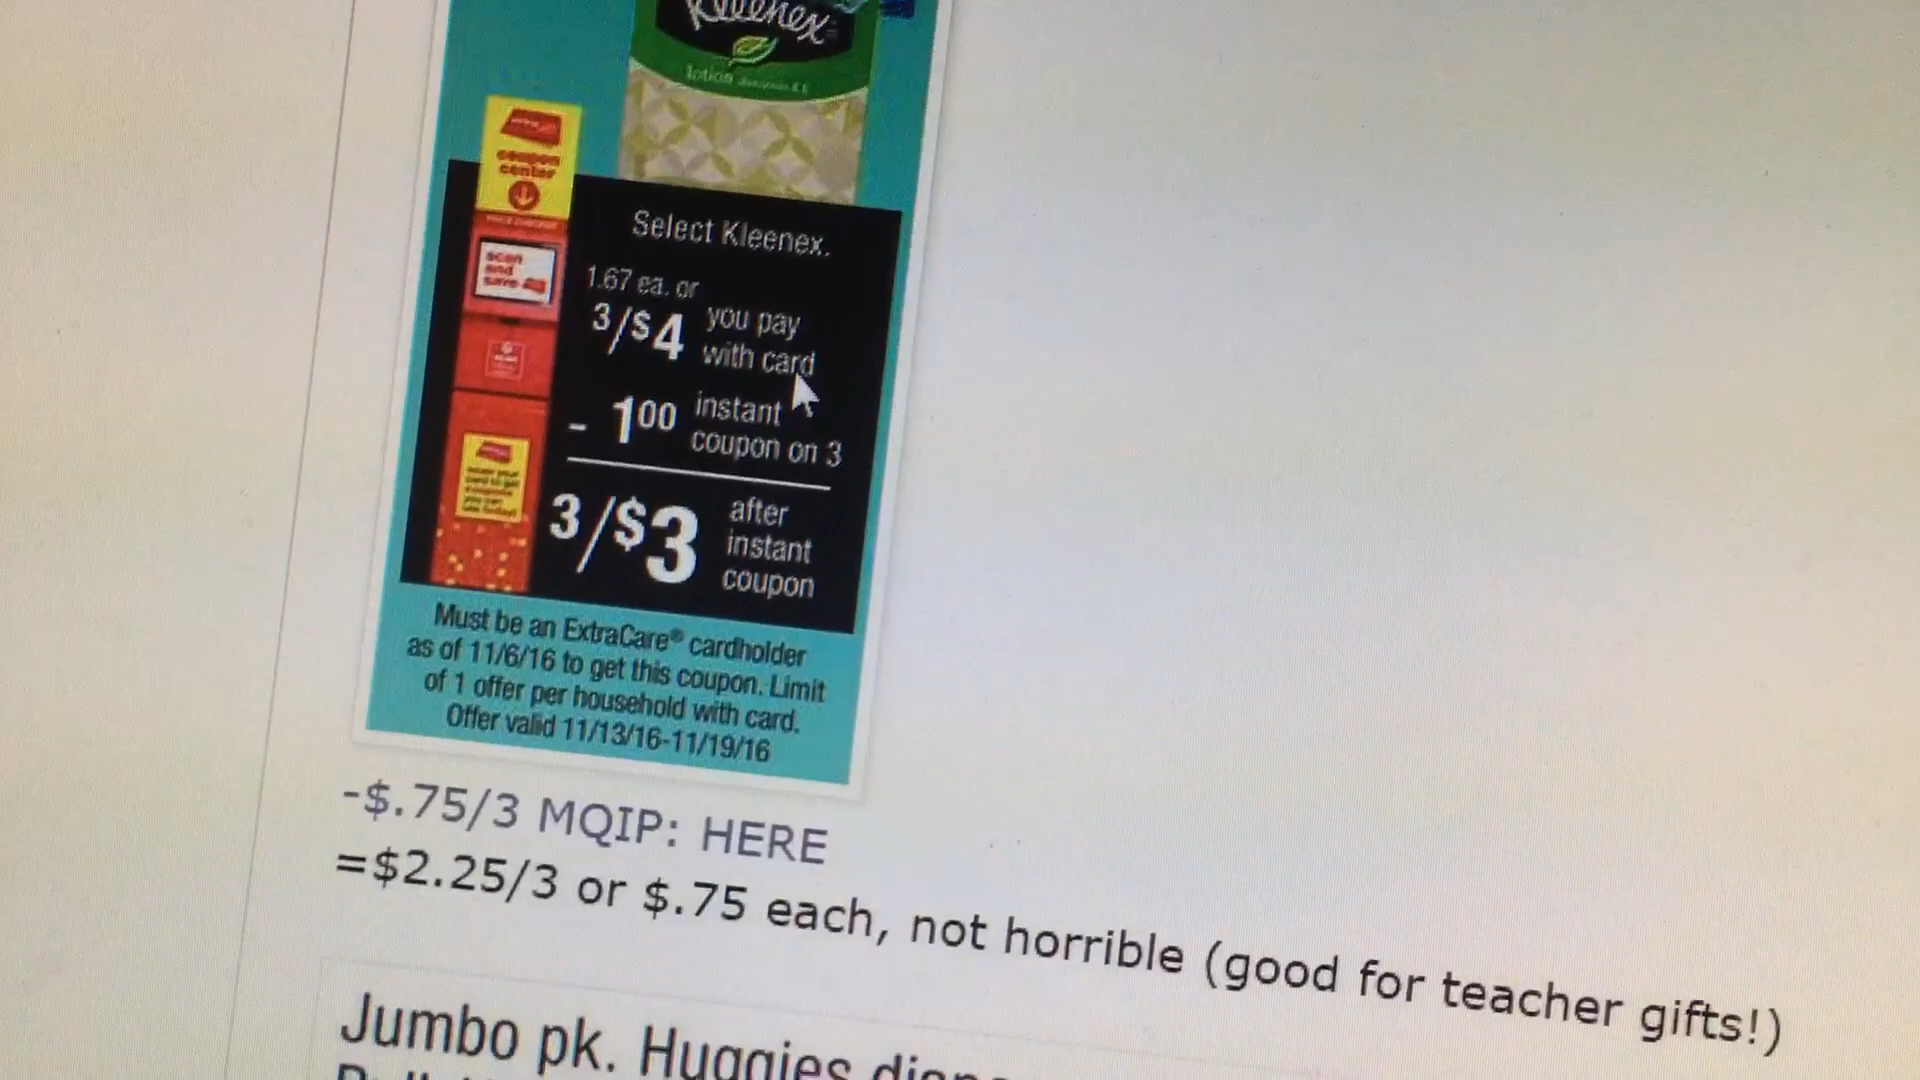 Kleenex
lotion
coupon
center
scan
and
save
Select Kleenex.
1.67 ea. or
3/$4 you pay
with card
- 1 00 instant
coupon on 3
3/$3 after
instant
coupon
Must be an ExtraCare® cardholder
as of 11/6/16 to get this coupon. Limit
of 1 offer per household with card.
Offer valid 11/13/16-11/19/16
-$.75/3 MQIP: HERE
=$2.25/3 or $.75 each, not horrible (good for teacher gifts!)
Jumbo pk. Huggies